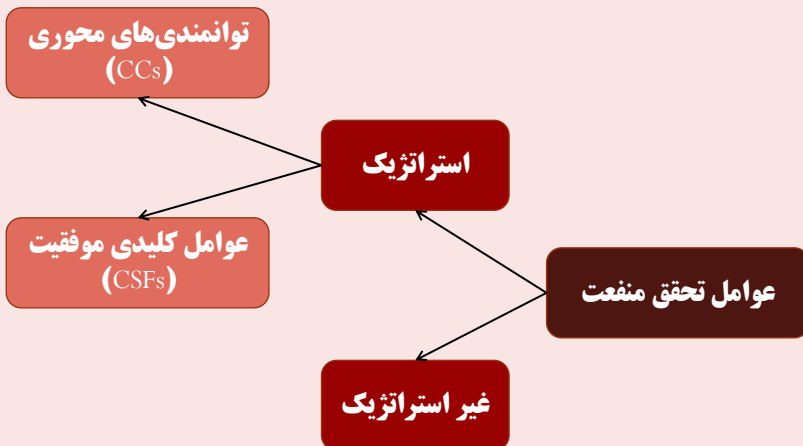 توانمندی‌های محوری
(CCs)
استراتژیک
عوامل کلیدی موفقیت
(CSFs)
عوامل تحقق منفعت
غیر استراتژیک